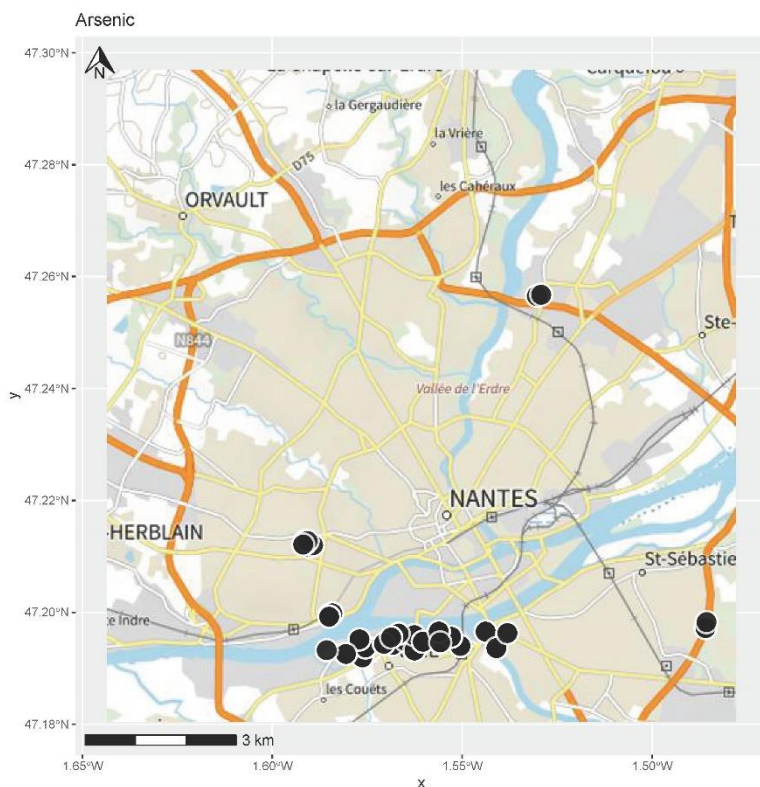 Arsenic
47.30°N
N
la Gergaudière
la Vrière
D75
47.28°N
les Cahéraux
ORVAULT
47.26°N
Ste-
N844
47.24°N
Vallée de l'Erdre
47.22°N
NANTES
-HERBLAIN
St-Sébastie
47.20°N
te Indre
les Couëts
47.18°N
3 km
1.65°W
1.60°W
1.55°W
1.50°W
x
y